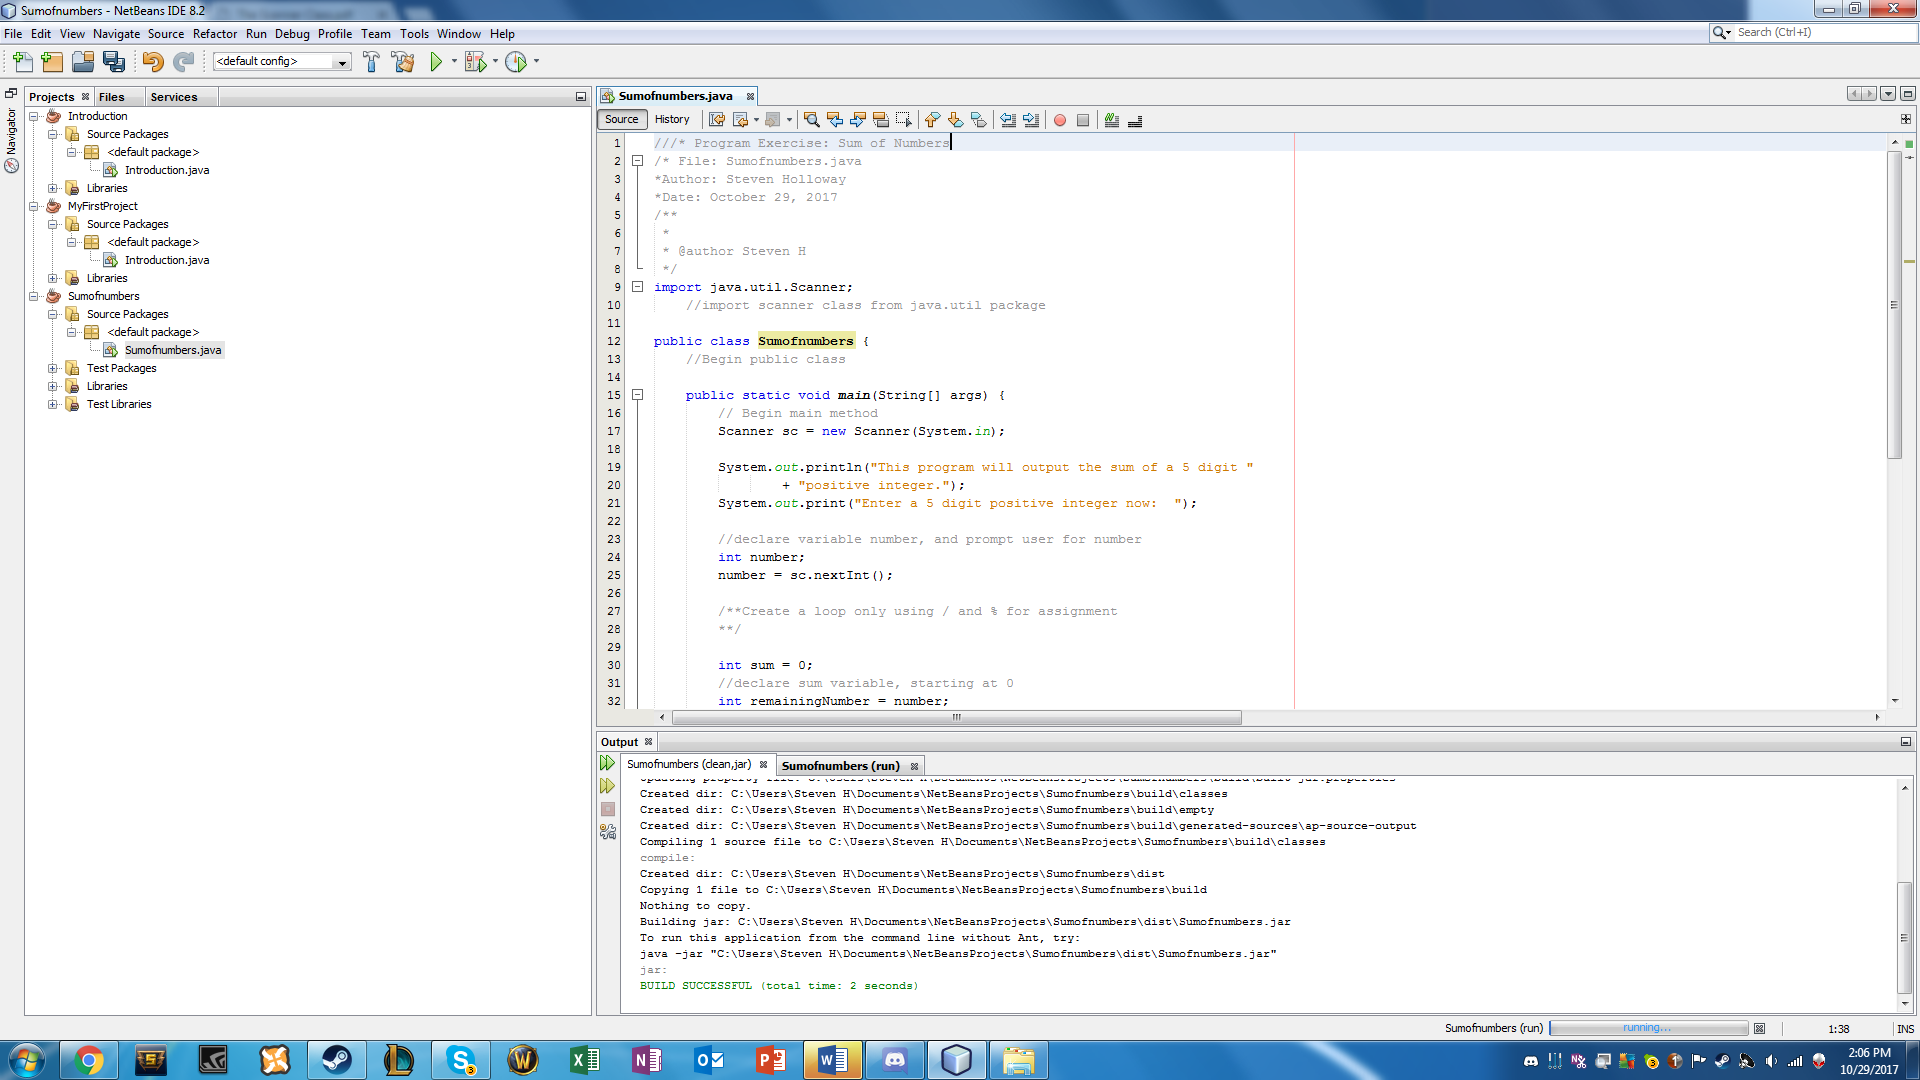 Sumofnumbers - NetBeans IDE 8.2
File Edit View Navigate Source Refactor Run Debug Profile Team Tools Window Help
Search (Ctrl+I)
<default config>
Projects Files Services
Navigator
Introduction
Source Packages
<default package>
Introduction.java
Libraries
MyFirstProject
Source Packages
<default package>
Introduction.java
Libraries
Sumofnumbers
Source Packages
<default package>
Sumofnumbers.java
Test Packages
Libraries
Test Libraries
Sumofnumbers.java
Source History
1 ///* Program Exercise: Sum of Numbers
2 /* File: Sumofnumbers.java
3 *Author: Steven Holloway
4 *Date: October 29, 2017
5 /**
6 *
7 * @author Steven H
8 */
9 import java.util.Scanner;
10 //import scanner class from java.util package
11
12 public class Sumofnumbers {
13 //Begin public class
14
15 public static void main(String[] args) {
16 // Begin main method
17 Scanner sc = new Scanner(System.in);
18
19 System.out.println("This program will output the sum of a 5 digit "
20 + "positive integer.");
21 System.out.print("Enter a 5 digit positive integer now:  ");
22
23 //declare variable number, and prompt user for number
24 int number;
25 number = sc.nextInt();
26
27 /**Create a loop only using / and % for assignment
28 **/
29
30 int sum = 0;
31 //declare sum variable, starting at 0
32 int remainingNumber = number;
Output
Sumofnumbers (clean,jar) Sumofnumbers (run)
Updating property file: C:\Users\Steven H\Documents\NetBeansProjects\Sumofnumbers\build\built-jar.properties
Created dir: C:\Users\Steven H\Documents\NetBeansProjects\Sumofnumbers\build\classes
Created dir: C:\Users\Steven H\Documents\NetBeansProjects\Sumofnumbers\build\empty
Created dir: C:\Users\Steven H\Documents\NetBeansProjects\Sumofnumbers\build\generated-sources\ap-source-output
Compiling 1 source file to C:\Users\Steven H\Documents\NetBeansProjects\Sumofnumbers\build\classes
compile:
Created dir: C:\Users\Steven H\Documents\NetBeansProjects\Sumofnumbers\dist
Copying 1 file to C:\Users\Steven H\Documents\NetBeansProjects\Sumofnumbers\build
Nothing to copy.
Building jar: C:\Users\Steven H\Documents\NetBeansProjects\Sumofnumbers\dist\Sumofnumbers.jar
To run this application from the command line without Ant, try:
java -jar "C:\Users\Steven H\Documents\NetBeansProjects\Sumofnumbers\dist\Sumofnumbers.jar"
jar:
BUILD SUCCESSFUL (total time: 2 seconds)
Sumofnumbers (run) running... 1:38 INS
2:06 PM
10/29/2017